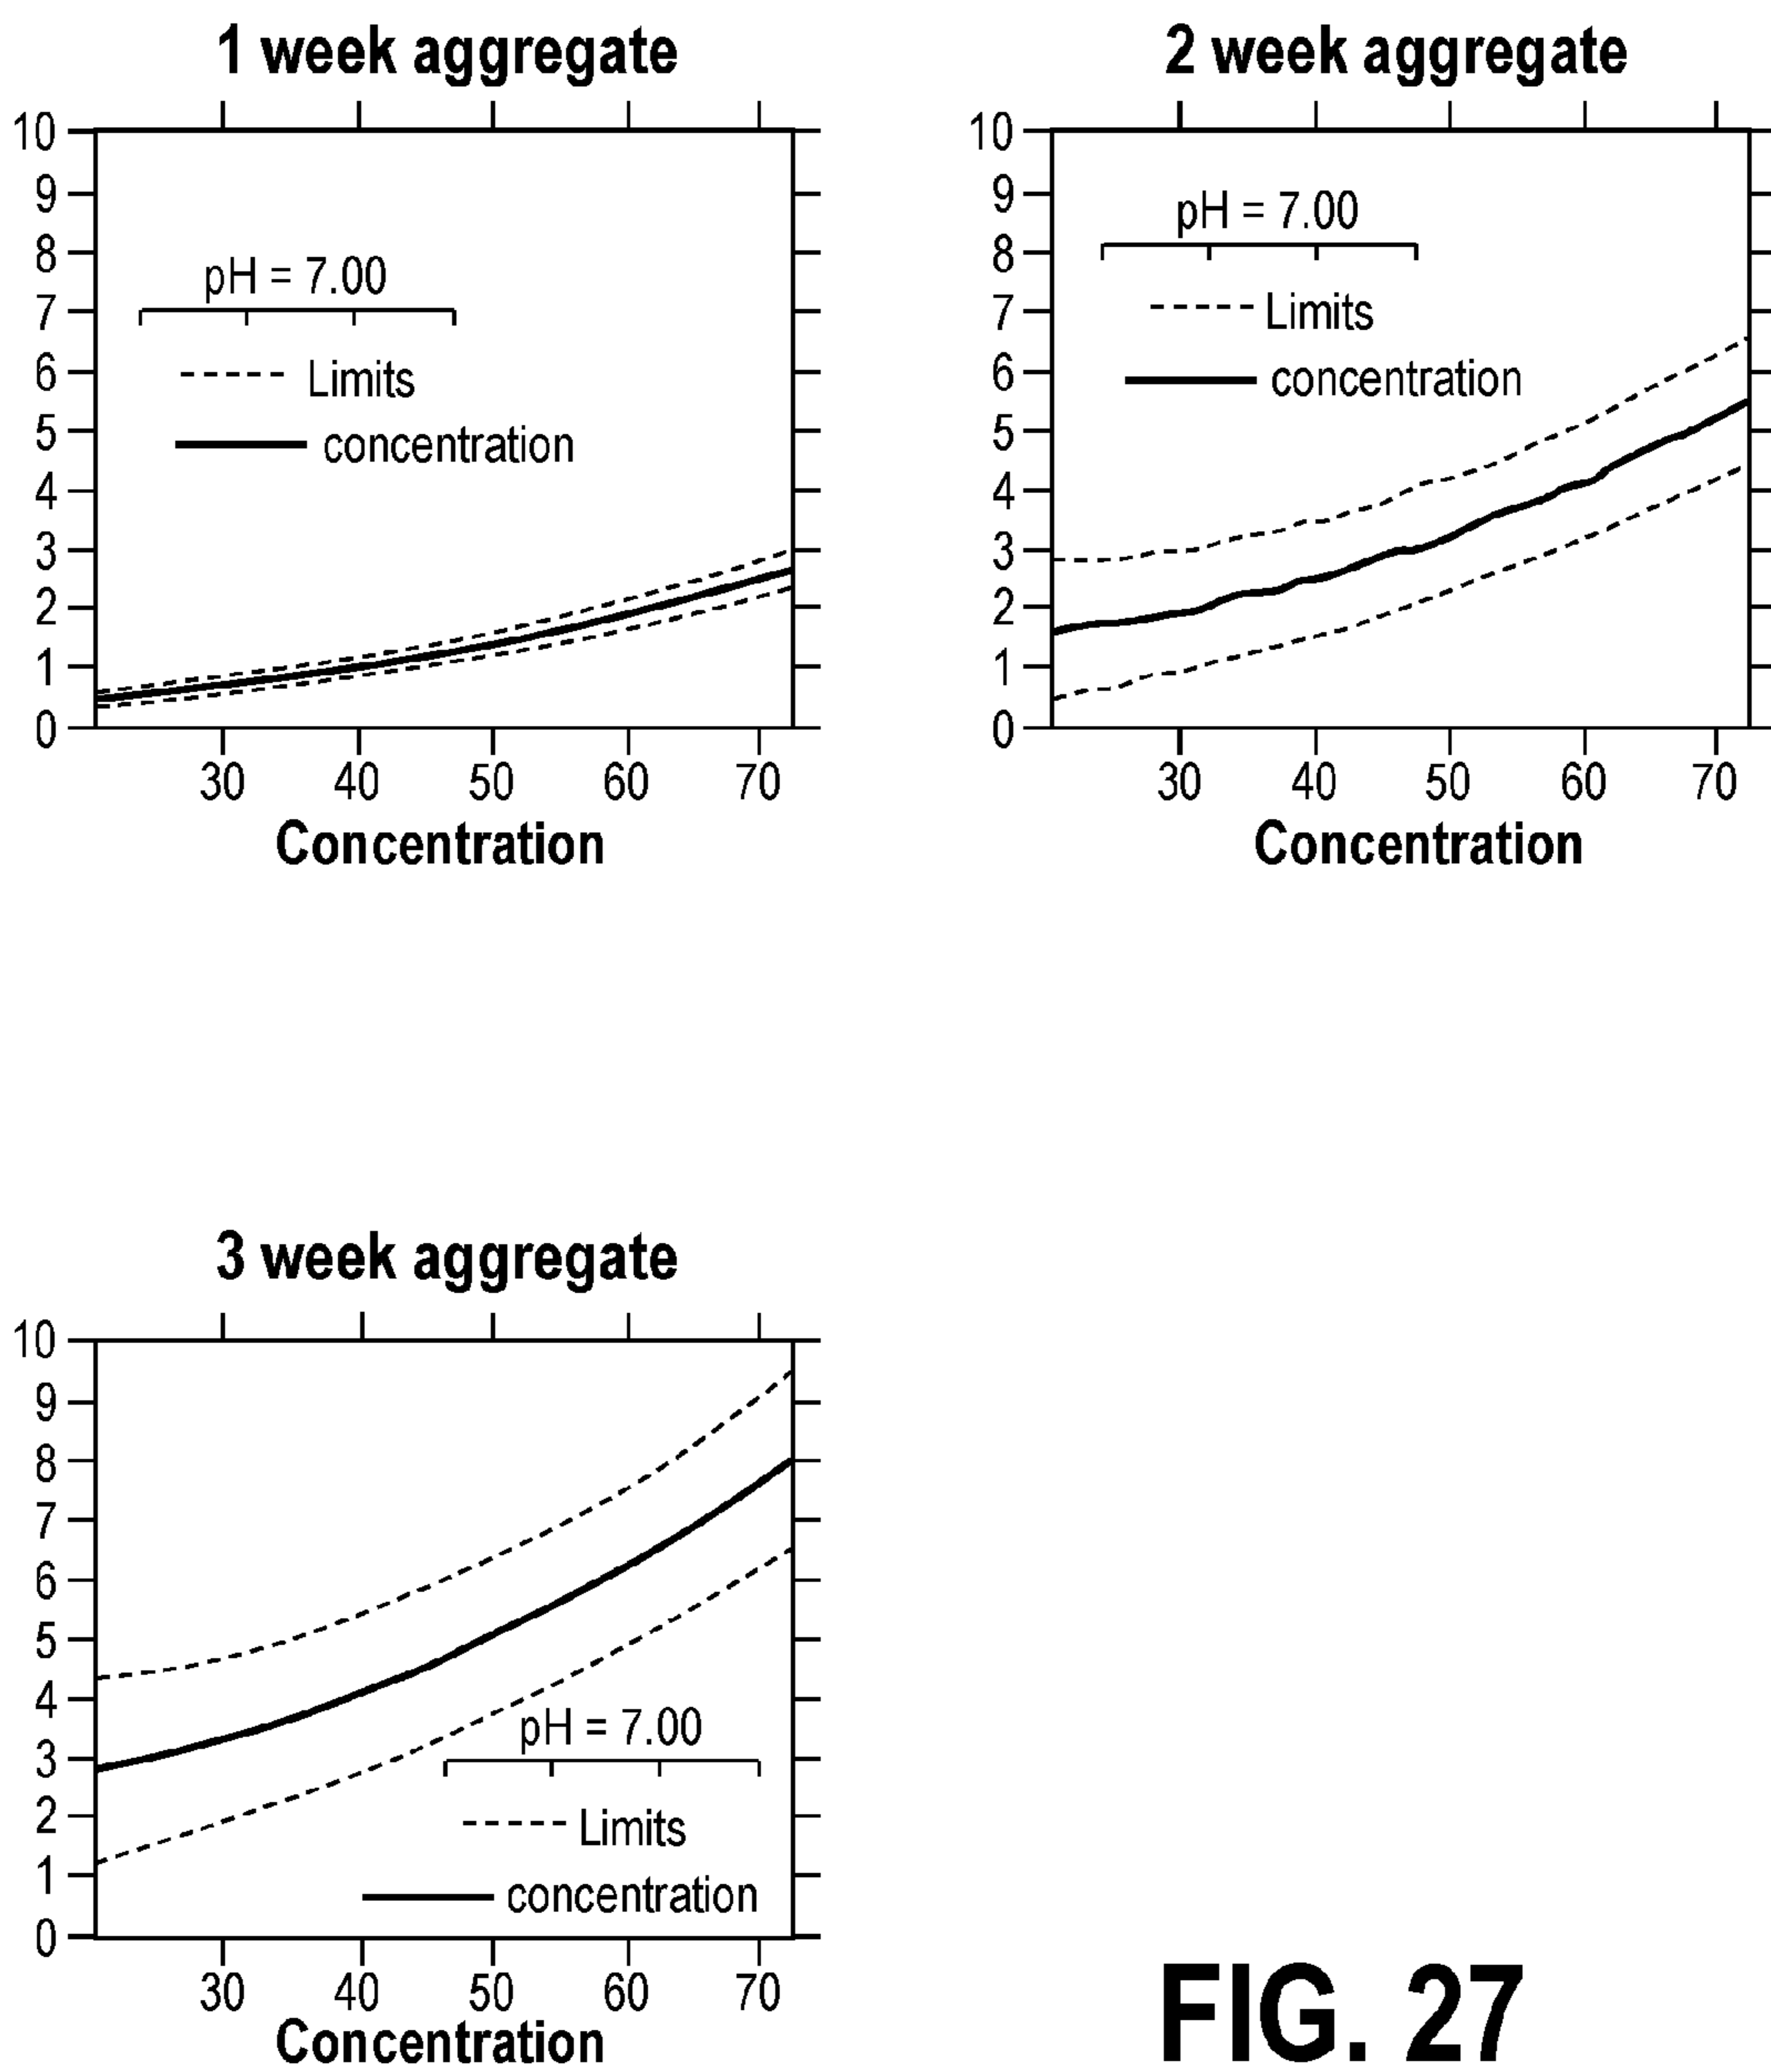 1 week aggregate
10
9
8
7
6
5
4
3
2
1
0
pH = 7.00
Limits
concentration
30 40 50 60 70
Concentration
2 week aggregate
10
9
8
7
6
5
4
3
2
1
0
pH = 7.00
Limits
concentration
30 40 50 60 70
Concentration
3 week aggregate
10
9
8
7
6
5
4
3
2
1
0
pH = 7.00
Limits
concentration
30 40 50 60 70
Concentration
FIG. 27